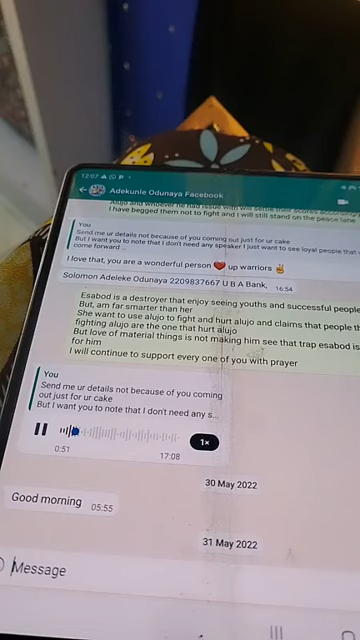 12:07
Adekunle Odunaya Facebook
Alujo and whoever he had issue with will settle their scores
I have begged them not to fight and I will still stand on the peace lane
You
Send me ur details not because of you coming out just for ur cake
But I want you to note that I don't need any speaker I just want to see loyal people that
come forward ...
I love that, you are a wonderful person ❤️ up warriors ✌️
Solomon Adeleke Odunaya 2209837667 U B A Bank, 16:54
Esabod is a destroyer that enjoy seeing youths and successful people
But, am far smarter than her
She want to use alujo to fight and hurt alujo and claims that people
fighting alujo are the one that hurt alujo
But love of material things is not making him see that trap esabod is
for him
I will continue to support every one of you with prayer
You
Send me ur details not because of you coming
out just for ur cake
But I want you to note that I don't need any s...
1×
0:51 17:08
30 May 2022
Good morning 05:55
31 May 2022
Message